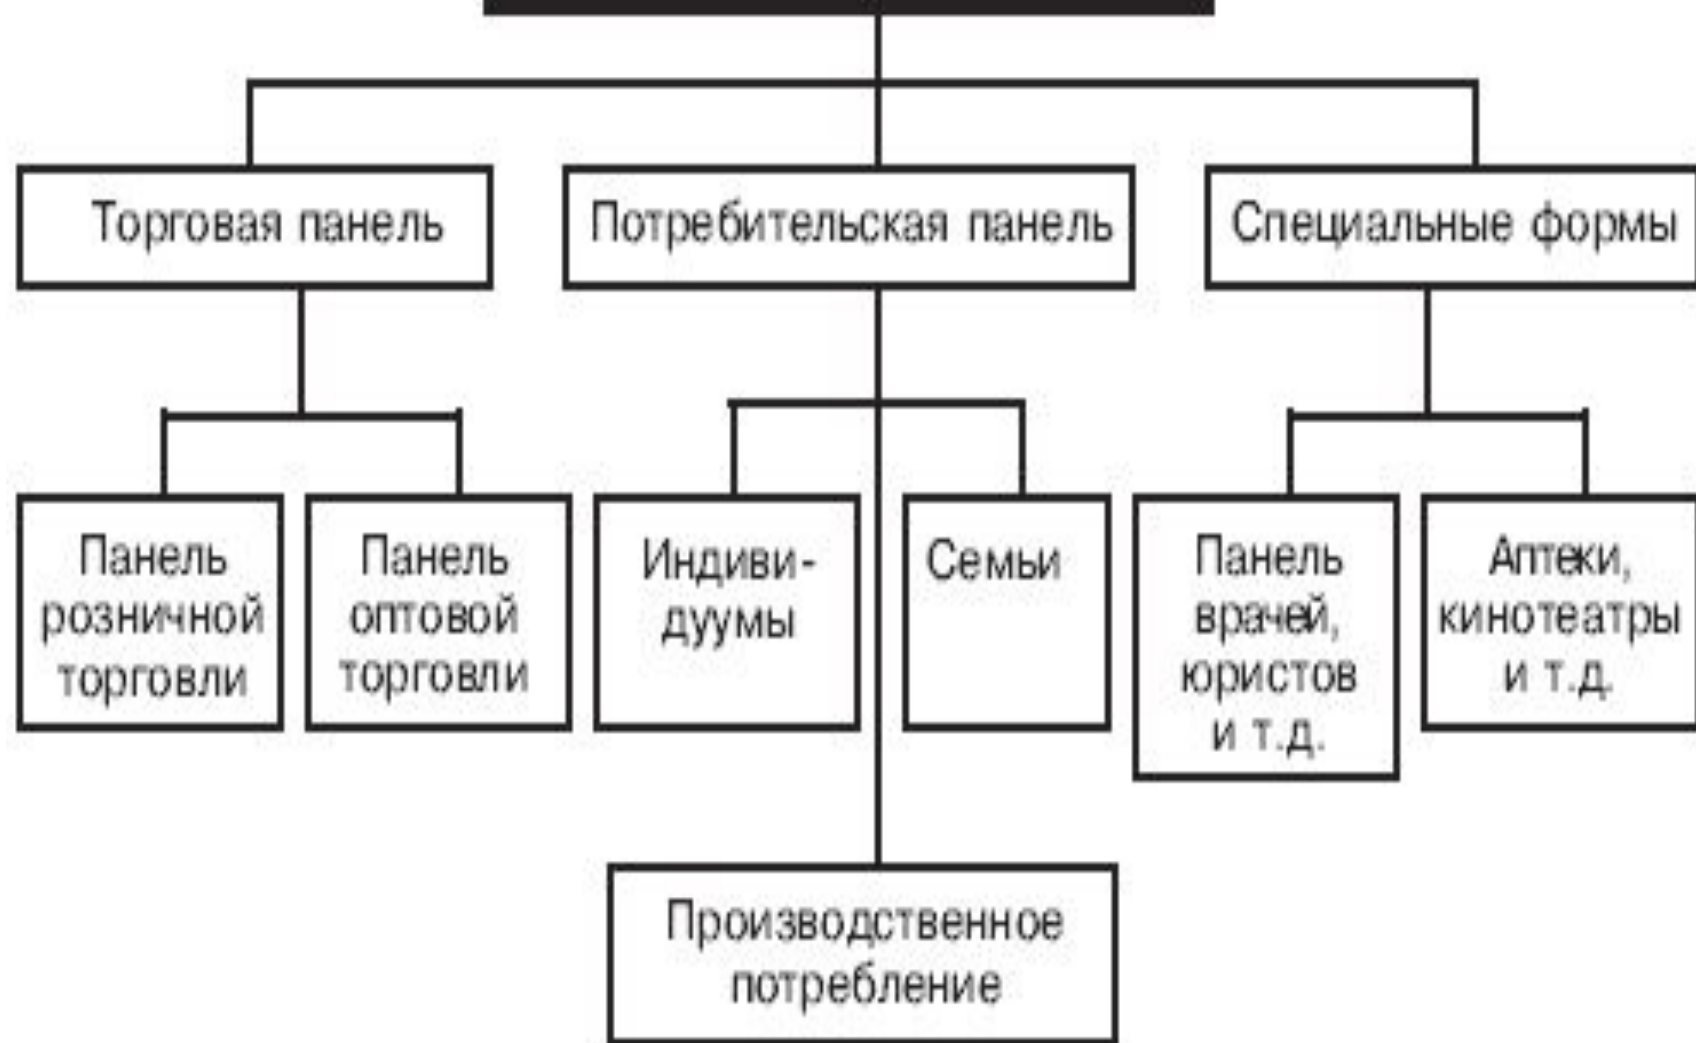 Торговая панель
Потребительская панель
Специальные формы
Панель
розничной
торговли
Панель
оптовой
торговли
Индиви-
дуумы
Семьи
Панель
врачей,
юристов
и т.д.
Аптеки,
кинотеатры
и т.д.
Производственное
потребление